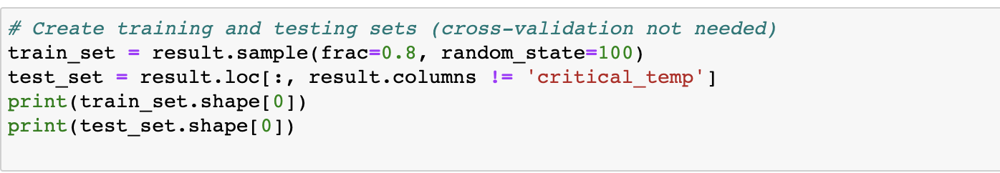 # Create training and testing sets (cross-validation not needed)
train_set = result.sample(frac=0.8, random_state=100)
test_set = result.loc[:, result.columns != 'critical_temp']
print(train_set.shape[0])
print(test_set.shape[0])